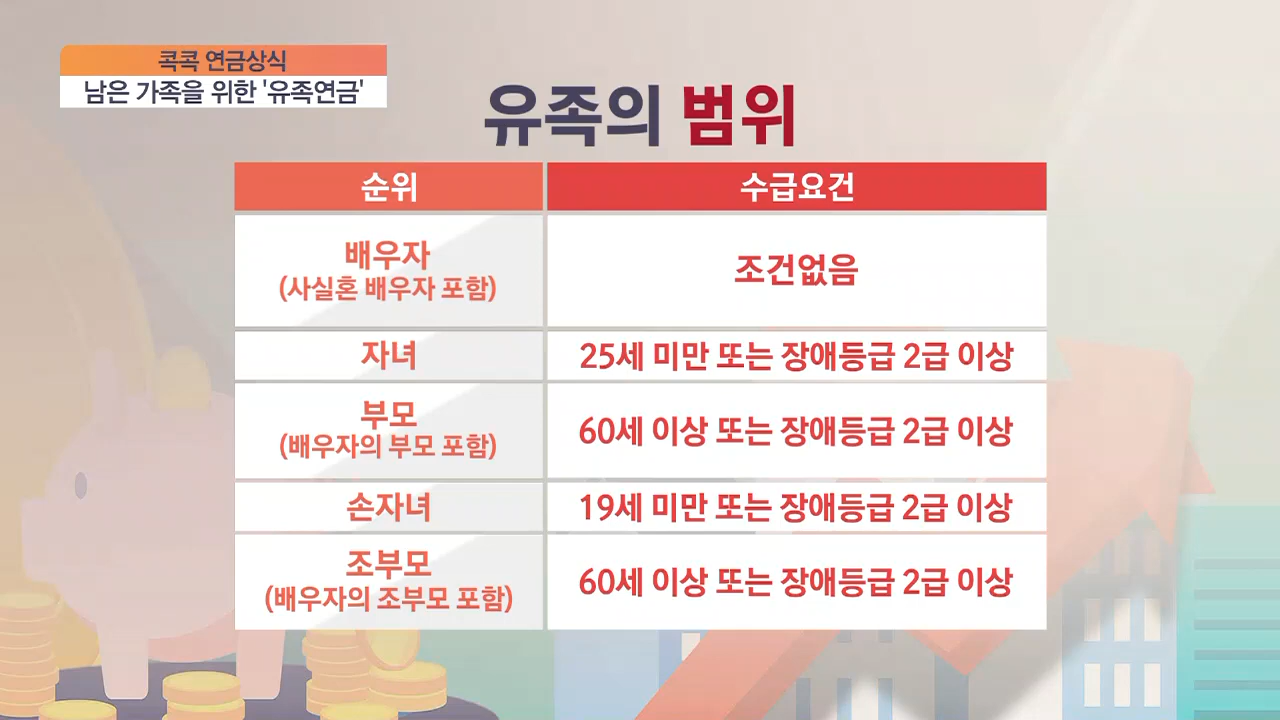 콕콕 연금상식
남은 가족을 위한 '유족연금'
유족의 범위
순위 수급요건
배우자
(사실혼 배우자 포함)
조건없음
자녀 25세 미만 또는 장애등급 2급 이상
부모
(배우자의 부모 포함)
60세 이상 또는 장애등급 2급 이상
손자녀 19세 미만 또는 장애등급 2급 이상
조부모
(배우자의 조부모 포함)
60세 이상 또는 장애등급 2급 이상